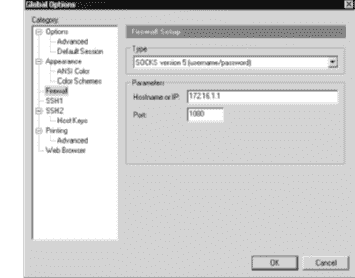 Global Options
Category:
Options
Advanced
Default Session
Appearance
ANSI Color
Color Schemes
Firewall
SSH1
SSH2
Host Keys
Printing
Advanced
Web Browser
Firewall Setup
Type
SOCKS version 5 (username/password)
Parameters
Hostname or IP: 172.16.1.1
Port: 1080
OK Cancel